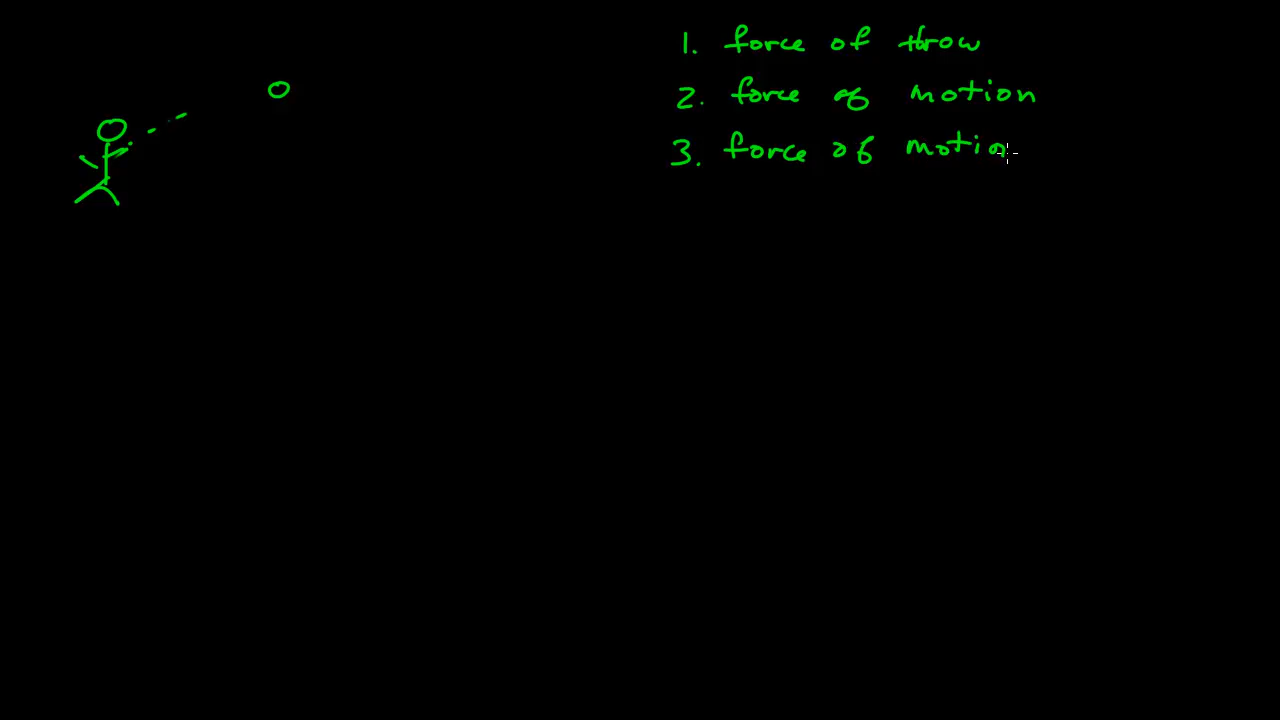 1. force of throw
2. force of motion
3. force of motion